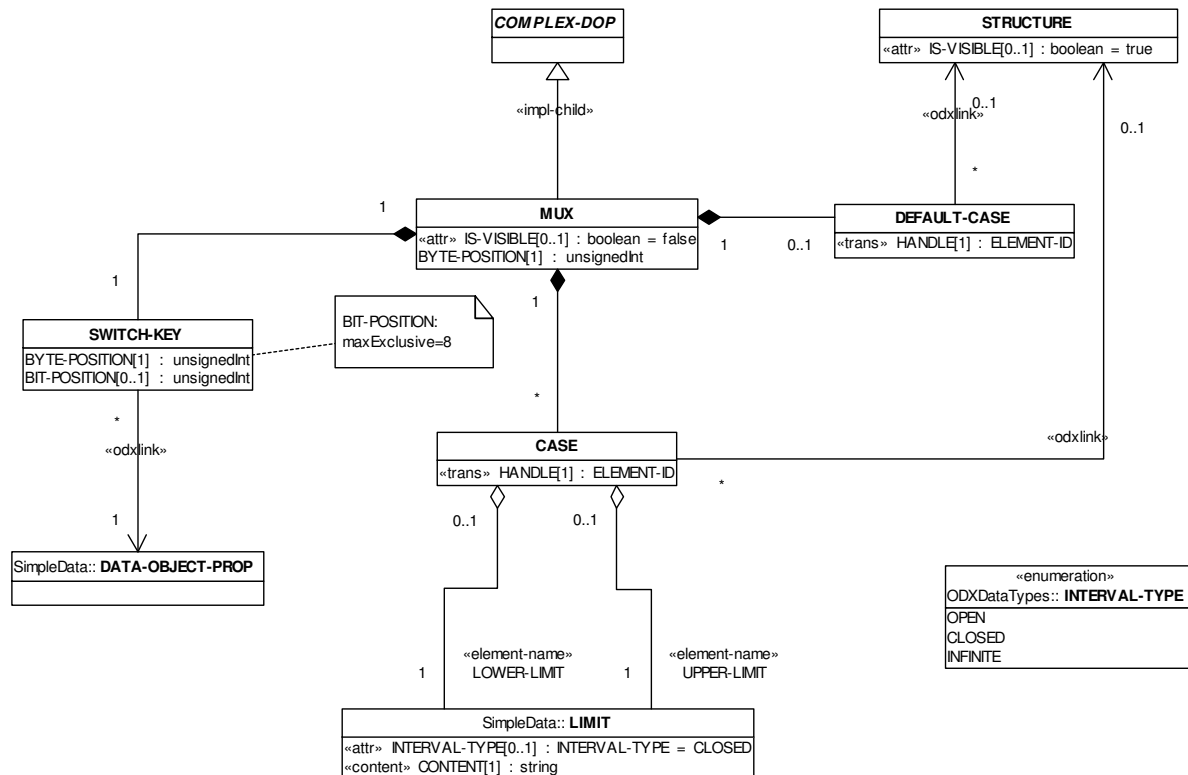 COMPLEX-DOP
STRUCTURE
«attr» IS-VISIBLE[0..1] : boolean = true
«impl-child»
0..1
«odxlink»
0..1
*
1
MUX
«attr» IS-VISIBLE[0..1] : boolean = false
BYTE-POSITION[1] : unsignedInt
1
0..1
DEFAULT-CASE
«trans» HANDLE[1] : ELEMENT-ID
1
1
SWITCH-KEY
BYTE-POSITION[1] : unsignedInt
BIT-POSITION[0..1] : unsignedInt
BIT-POSITION:
maxExclusive=8
*
«odxlink»
*
CASE
«trans» HANDLE[1] : ELEMENT-ID
«odxlink»
*
1
0..1
0..1
SimpleData:: DATA-OBJECT-PROP
«enumeration»
ODXDataTypes:: INTERVAL-TYPE
OPEN
CLOSED
INFINITE
1
«element-name»
LOWER-LIMIT
1
«element-name»
UPPER-LIMIT
SimpleData:: LIMIT
«attr» INTERVAL-TYPE[0..1] : INTERVAL-TYPE = CLOSED
«content» CONTENT[1] : string